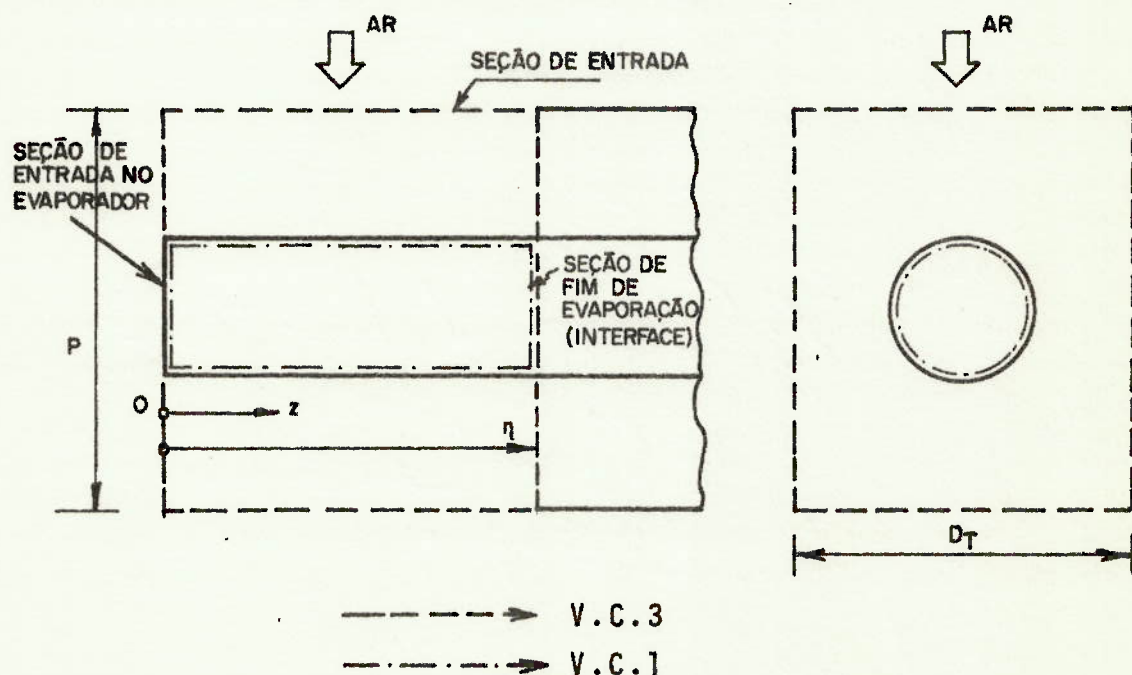 AR
AR
SEÇÃO DE ENTRADA
SEÇÃO DE
ENTRADA NO
EVAPORADOR
SEÇÃO DE
FIM DE
EVAPORAÇÃO
(INTERFACE)
P
O
z
η
D_T
V.C.3
V.C.1